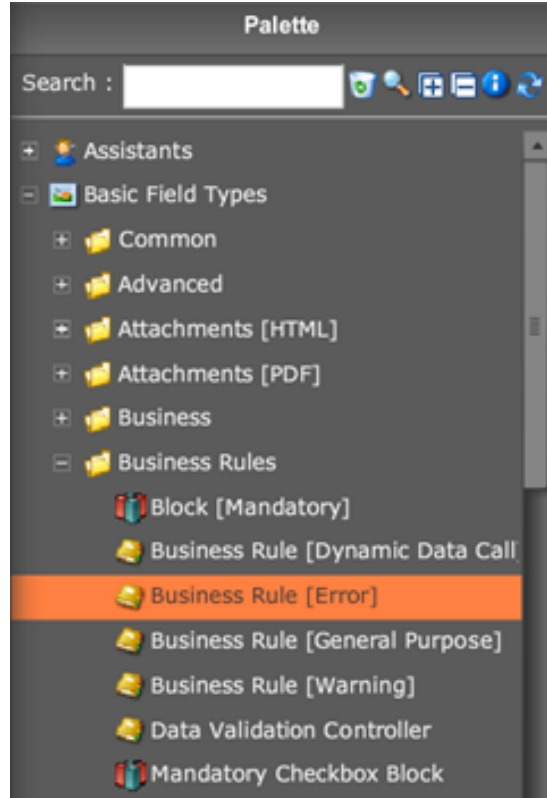 Palette
Search :
Assistants
Basic Field Types
Common
Advanced
Attachments [HTML]
Attachments [PDF]
Business
Business Rules
Block [Mandatory]
Business Rule [Dynamic Data Call
Business Rule [Error]
Business Rule [General Purpose]
Business Rule [Warning]
Data Validation Controller
Mandatory Checkbox Block